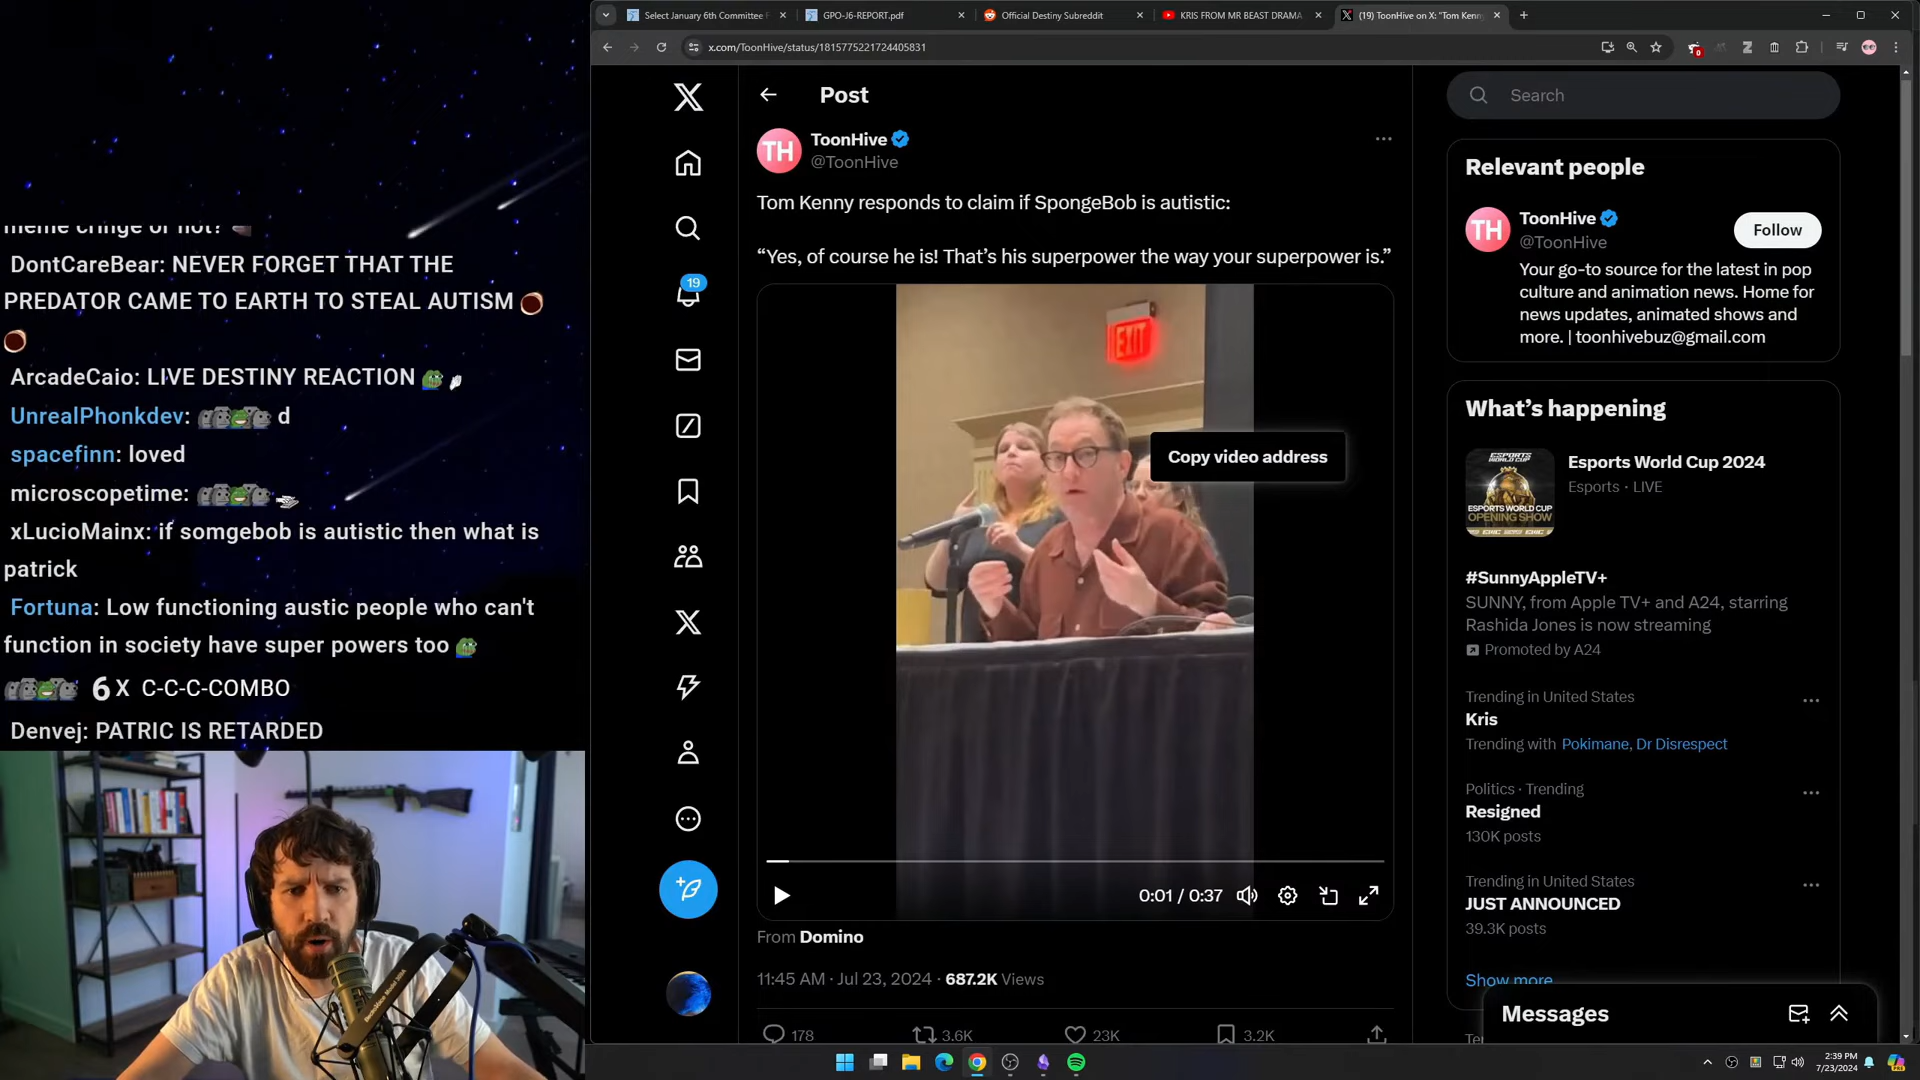 Select January 6th Committee F
GPO-J6-REPORT.pdf
Official Destiny Subreddit
KRIS FROM MR BEAST DRAMA
(19) ToonHive on X: "Tom Kenny
x.com/ToonHive/status/1815775221724405831
meme cringe or not?
DontCareBear: NEVER FORGET THAT THE
PREDATOR CAME TO EARTH TO STEAL AUTISM
ArcadeCaio: LIVE DESTINY REACTION
UnrealPhonkdev: d
spacefinn: loved
microscopetime:
xLucioMainx: if somgebob is autistic then what is
patrick
Fortuna: Low functioning austic people who can't
function in society have super powers too
6 X C-C-C-COMBO
Denvej: PATRIC IS RETARDED
19
Post
TH
ToonHive
@ToonHive
Tom Kenny responds to claim if SpongeBob is autistic:
“Yes, of course he is! That’s his superpower the way your superpower is.”
EXIT
Copy video address
0:01 / 0:37
From Domino
11:45 AM · Jul 23, 2024 · 687.2K Views
178
3.6K
23K
3.2K
Search
Relevant people
TH
ToonHive
@ToonHive
Follow
Your go-to source for the latest in pop
culture and animation news. Home for
news updates, animated shows and
more. | toonhivebuz@gmail.com
What’s happening
ESPORTS WORLD CUP
OPENING SHOW
Esports World Cup 2024
Esports · LIVE
#SunnyAppleTV+
SUNNY, from Apple TV+ and A24, starring
Rashida Jones is now streaming
Promoted by A24
Trending in United States
Kris
Trending with Pokimane, Dr Disrespect
Politics · Trending
Resigned
130K posts
Trending in United States
JUST ANNOUNCED
39.3K posts
Show more
Messages
2:39 PM
7/23/2024